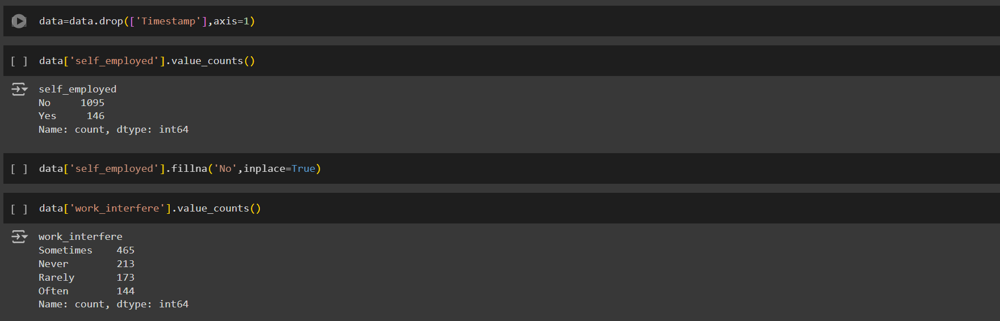 data=data.drop(['Timestamp'],axis=1)
[ ] data['self_employed'].value_counts()
self_employed
No     1095
Yes     146
Name: count, dtype: int64
[ ] data['self_employed'].fillna('No',inplace=True)
[ ] data['work_interfere'].value_counts()
work_interfere
Sometimes    465
Never        213
Rarely       173
Often        144
Name: count, dtype: int64